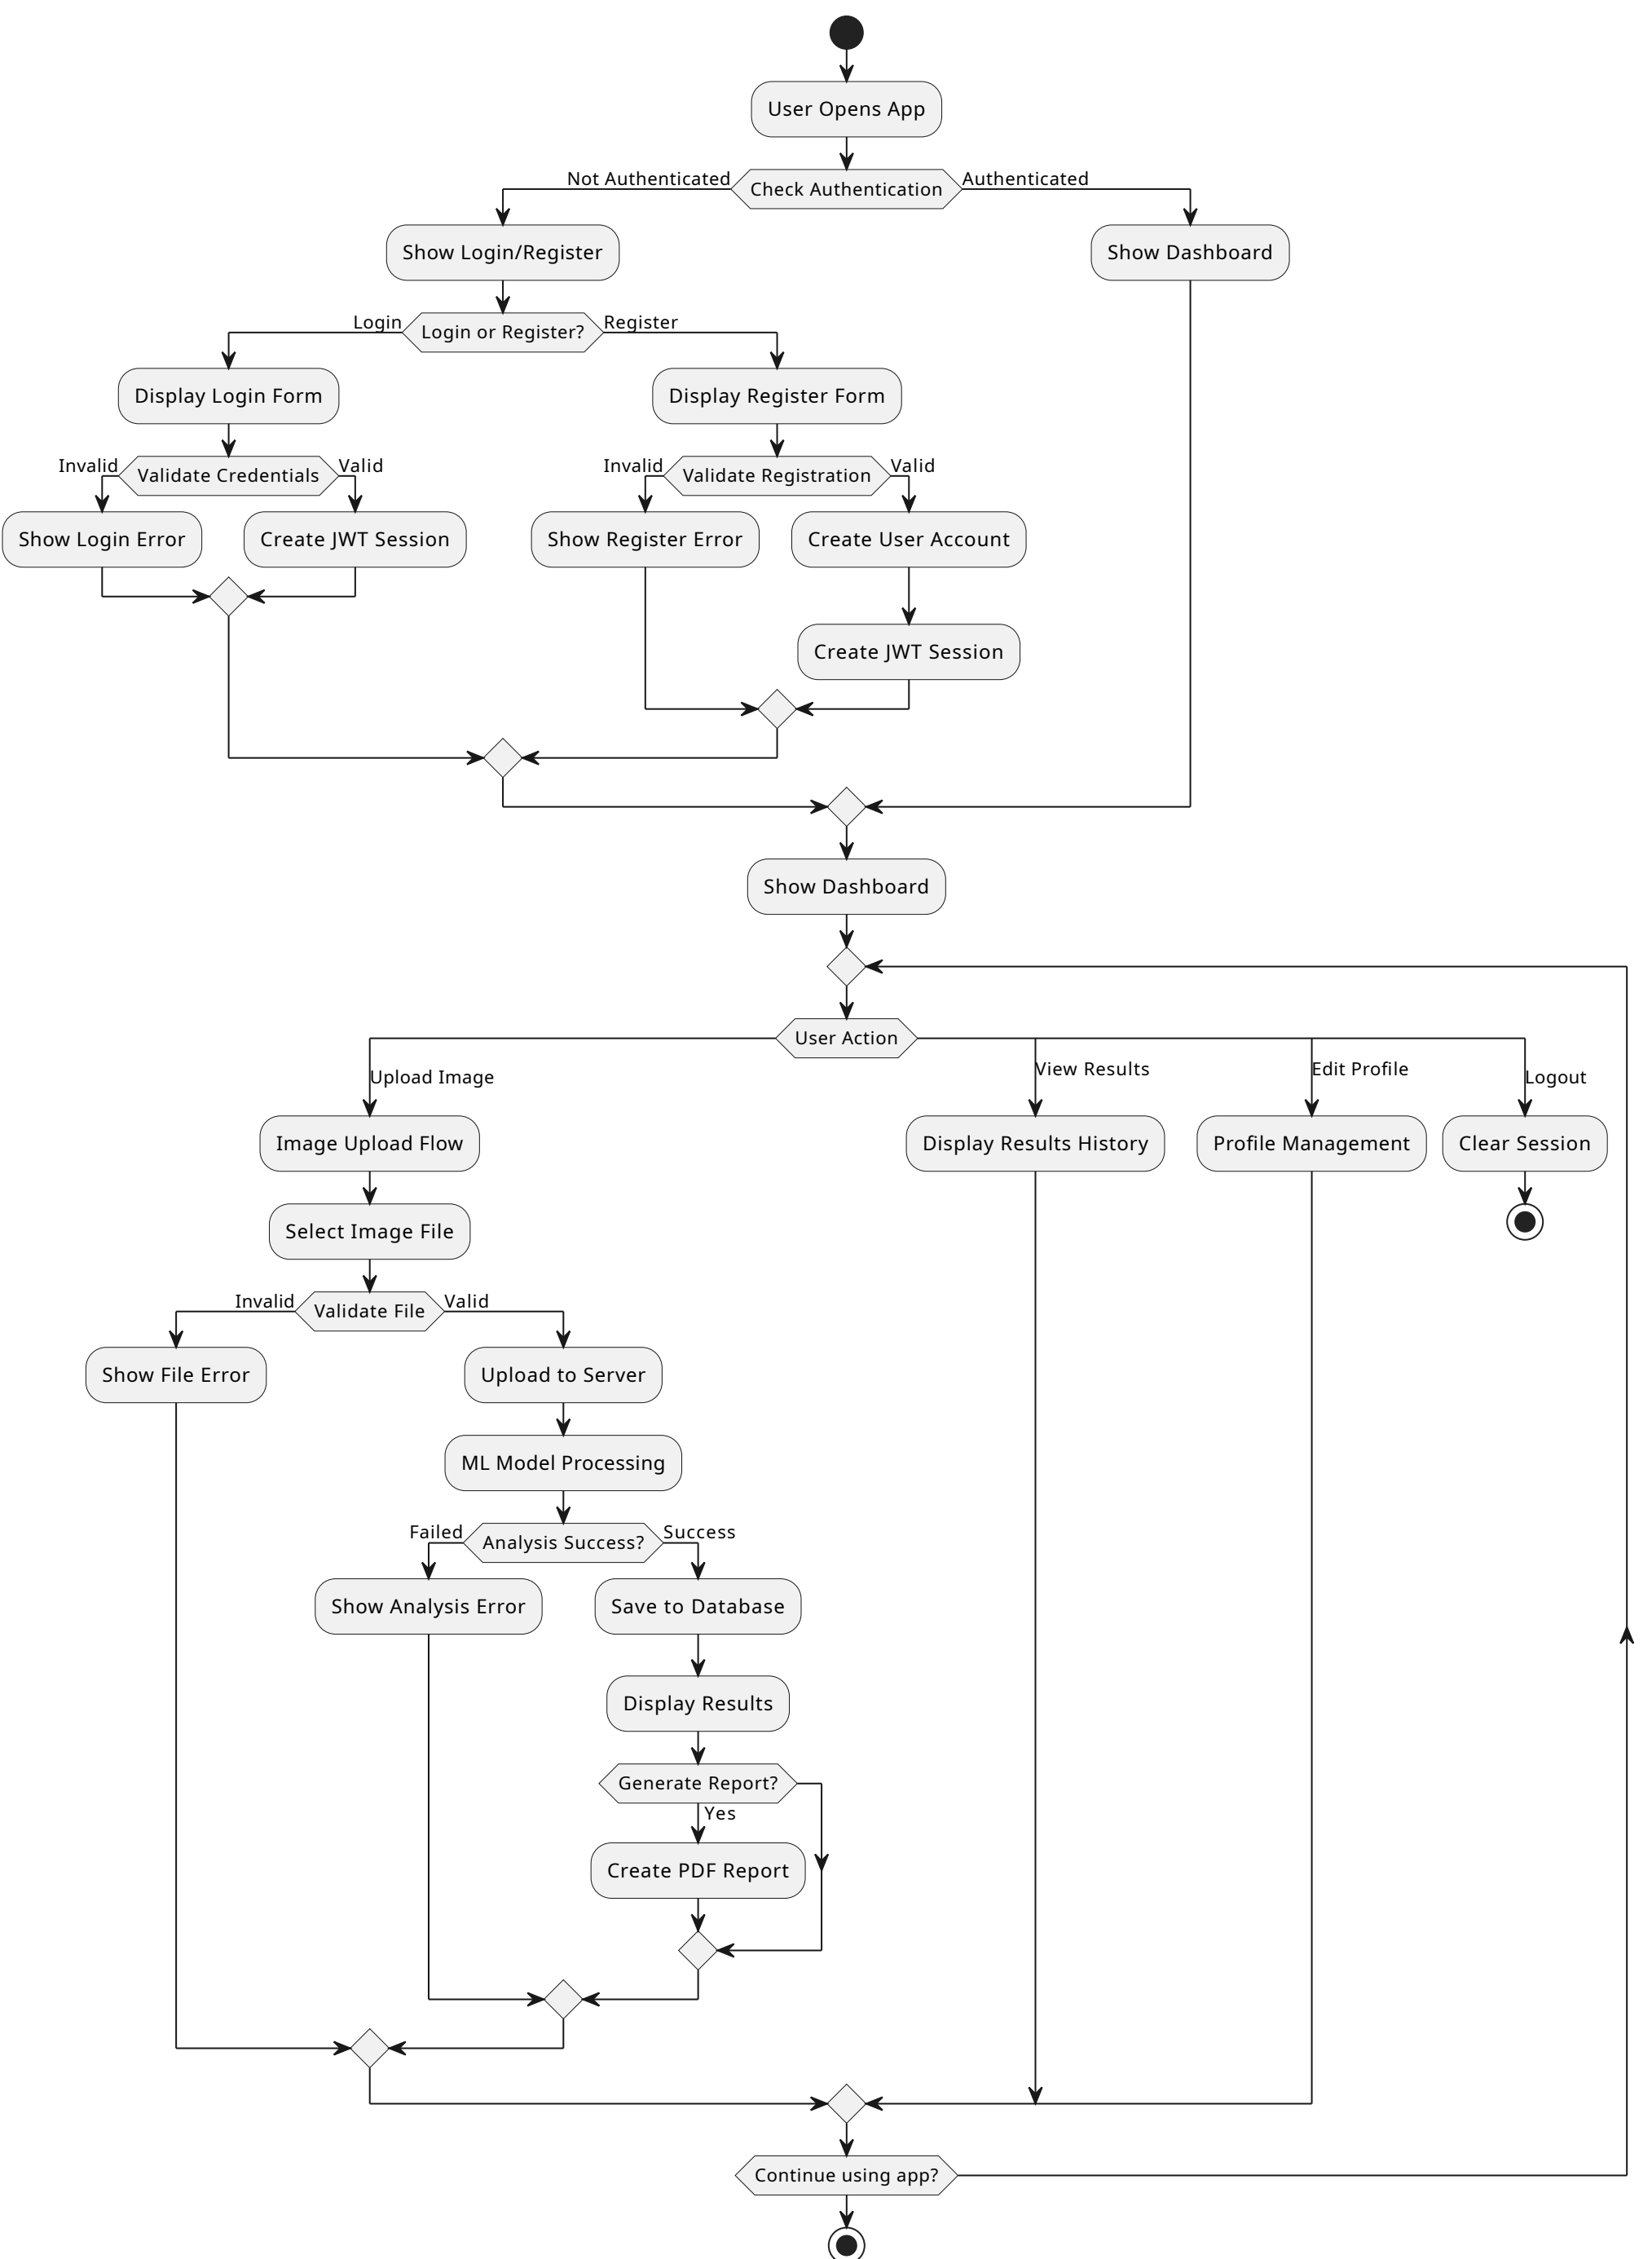 User Opens App
Not Authenticated
Check Authentication
Authenticated
Show Login/Register
Show Dashboard
Login
Login or Register?
Register
Display Login Form
Display Register Form
Invalid
Validate Credentials
Valid
Invalid
Validate Registration
Valid
Show Login Error
Create JWT Session
Show Register Error
Create User Account
Create JWT Session
Show Dashboard
User Action
Upload Image
View Results
Edit Profile
Logout
Image Upload Flow
Display Results History
Profile Management
Clear Session
Select Image File
Invalid
Validate File
Valid
Show File Error
Upload to Server
ML Model Processing
Failed
Analysis Success?
Success
Show Analysis Error
Save to Database
Display Results
Generate Report?
Yes
Create PDF Report
Continue using app?